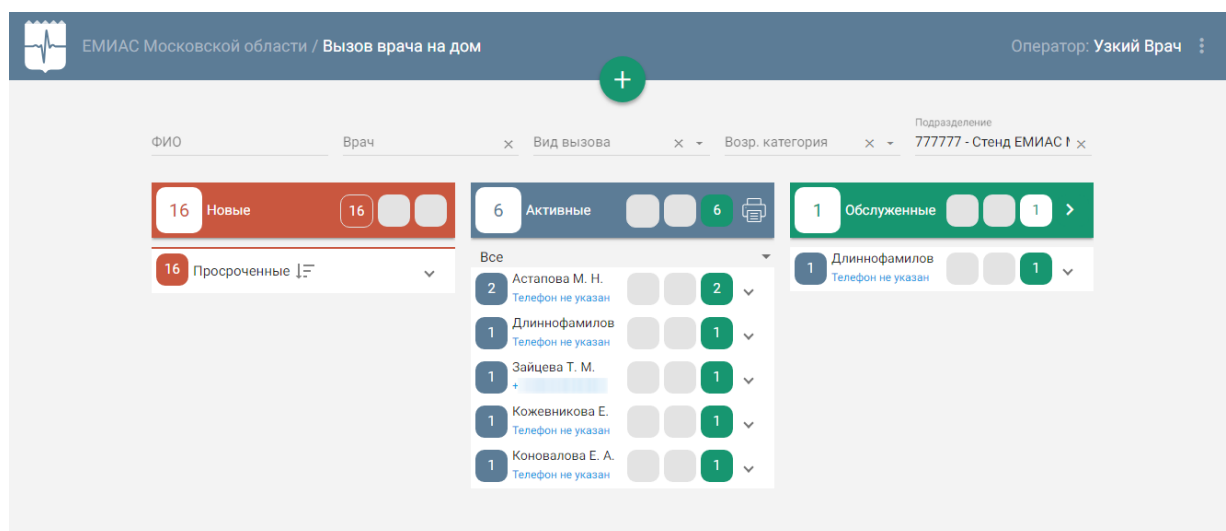 ЕМИАС Московской области / Вызов врача на дом
Оператор: Узкий Врач
+
ФИО
Врач
Вид вызова
Возр. категория
Подразделение
777777 - Стенд ЕМИАС М
16 Новые 16
16 Просроченные
6 Активные 6
Все
2 Астапова М. Н. 2
Телефон не указан
1 Длиннофамилов 1
Телефон не указан
1 Зайцева Т. М. 1
+
1 Кожевникова Е. 1
Телефон не указан
1 Коновалова Е. А. 1
Телефон не указан
1 Обслуженные 1
1 Длиннофамилов 1
Телефон не указан